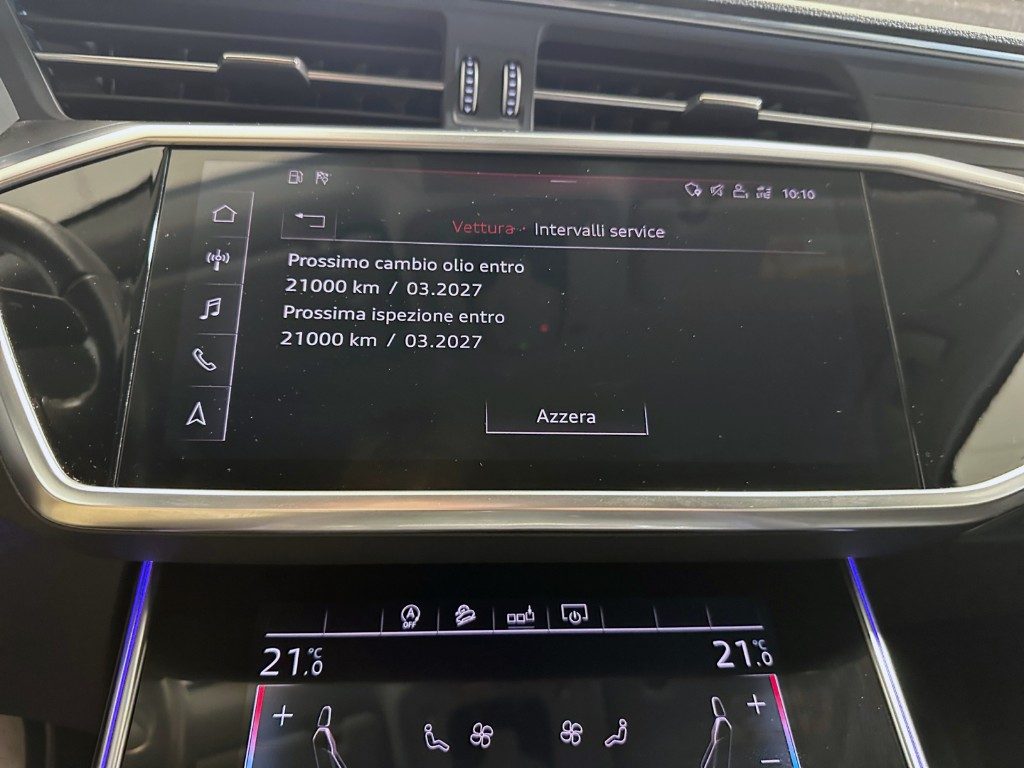 10:10
Vettura · Intervalli service
Prossimo cambio olio entro
21000 km / 03.2027
Prossima ispezione entro
21000 km / 03.2027
Azzera
A
OFF
21.0 °C
21.0 °C